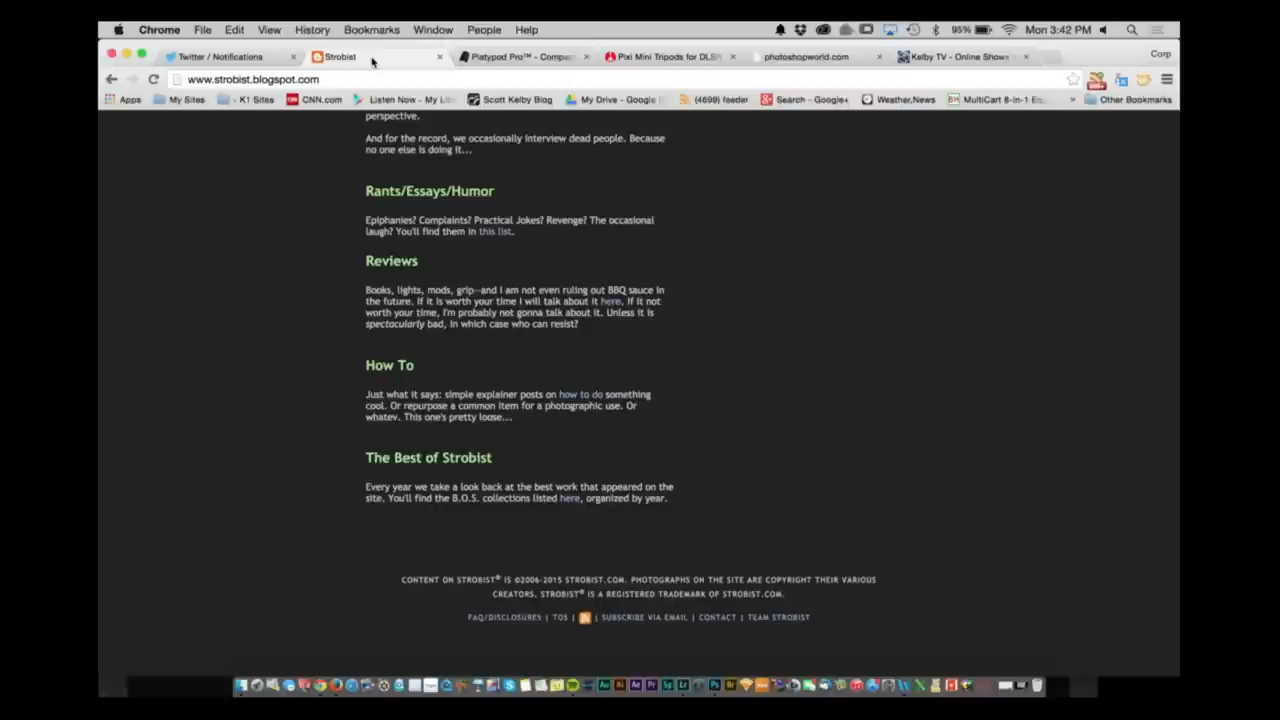 Chrome File Edit View History Bookmarks Window People Help 95% Mon 3:42 PM
Twitter / Notifications Strobist Platypod Pro™ - Compac Pixi Mini Tripods for DLSR photoshopworld.com Kelby TV - Online Shows Corp
www.strobist.blogspot.com
Apps My Sites - K1 Sites CNN.com Listen Now - My Li Scott Kelby Blog My Drive - Google (4699) feeder Search - Google+ Weather,News MultiCart 8-in-1 Eq » Other Bookmarks
perspective.
And for the record, we occasionally interview dead people. Because
no one else is doing it...
Rants/Essays/Humor
Epiphanies? Complaints? Practical Jokes? Revenge? The occasional
laugh? You'll find them in this list.
Reviews
Books, lights, mods, grip—and I am not even ruling out BBQ sauce in
the future. If it is worth your time I will talk about it here. If it not
worth your time, I'm probably not gonna talk about it. Unless it is
spectacularly bad, in which case who can resist?
How To
Just what it says: simple explainer posts on how to do something
cool. Or repurpose a common item for a photographic use. Or
whatev. This one's pretty loose...
The Best of Strobist
Every year we take a look back at the best work that appeared on the
site. You'll find the B.O.S. collections listed here, organized by year.
CONTENT ON STROBIST® IS ©2006-2015 STROBIST.COM. PHOTOGRAPHS ON THE SITE ARE COPYRIGHT THEIR VARIOUS
CREATORS. STROBIST® IS A REGISTERED TRADEMARK OF STROBIST.COM.
FAQ/DISCLOSURES | TOS | | SUBSCRIBE VIA EMAIL | CONTACT | TEAM STROBIST
Au Ai Ae Pr Sg Lr Ps Br